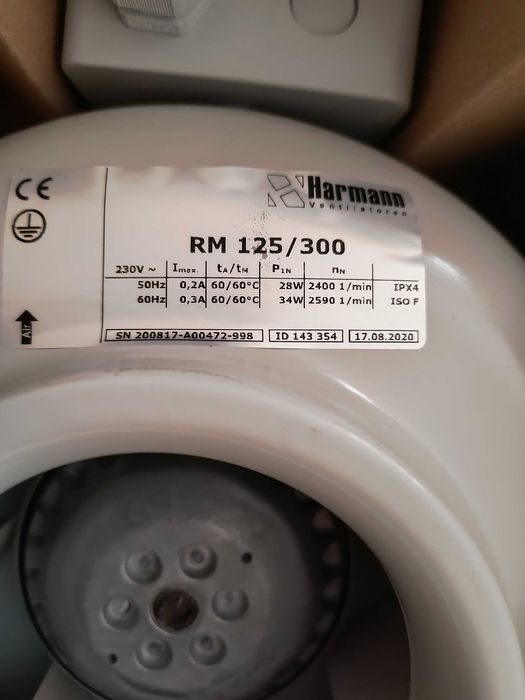 CE
Harmann
Ventilatoren
RM 125/300
230V ~ Imax. tA/tM P1N nN
50Hz 0,2A 60/60°C 28W 2400 1/min IPX4
60Hz 0,3A 60/60°C 34W 2590 1/min ISO F
Air
SN 200817-A00472-998 ID 143 354 17.08.2020